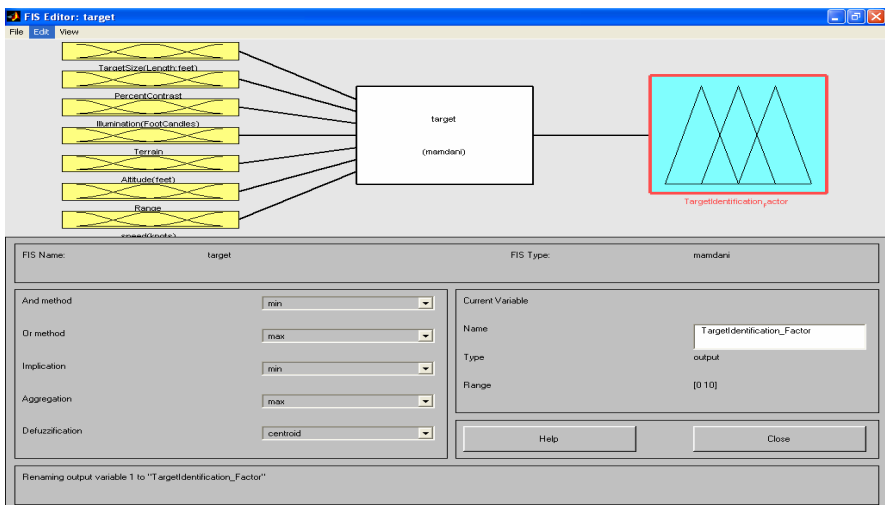 FIS Editor: target
File Edit View
TargetSize(Length:feet)
PercentContrast
Illumination(FootCandles)
Terrain
Altitude(feet)
Range
speed(knots)
target
(mamdani)
TargetIdentification_Factor
FIS Name: target FIS Type: mamdani
And method min
Or method max
Implication min
Aggregation max
Defuzzification centroid
Current Variable
Name TargetIdentification_Factor
Type output
Range [0 10]
Help Close
Renaming output variable 1 to "TargetIdentification_Factor"